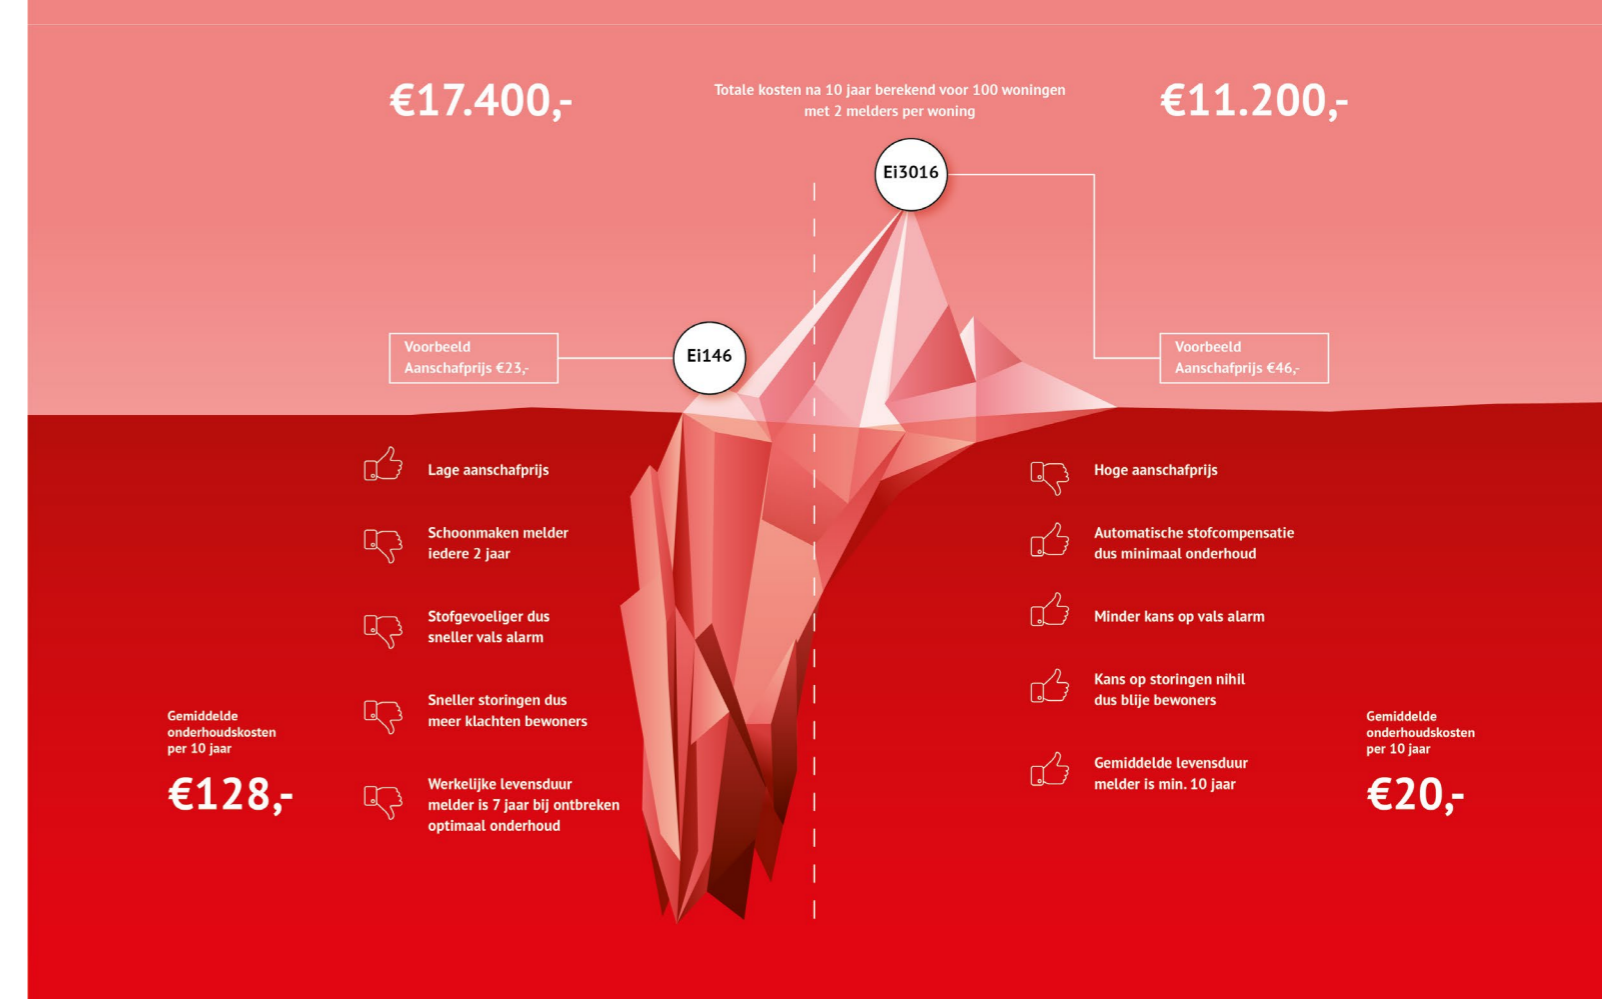 €17.400,-
Totale kosten na 10 jaar berekend voor 100 woningen
met 2 melders per woning
€11.200,-
Ei3016
Ei146
Voorbeeld
Aanschafprijs €23,-
Voorbeeld
Aanschafprijs €46,-
Lage aanschafprijs
Schoonmaken melder
iedere 2 jaar
Stofgevoeliger dus
sneller vals alarm
Sneller storingen dus
meer klachten bewoners
Werkelijke levensduur
melder is 7 jaar bij ontbreken
optimaal onderhoud
Gemiddelde
onderhoudskosten
per 10 jaar
€128,-
Hoge aanschafprijs
Automatische stofcompensatie
dus minimaal onderhoud
Minder kans op vals alarm
Kans op storingen nihil
dus blije bewoners
Gemiddelde levensduur
melder is min. 10 jaar
Gemiddelde
onderhoudskosten
per 10 jaar
€20,-